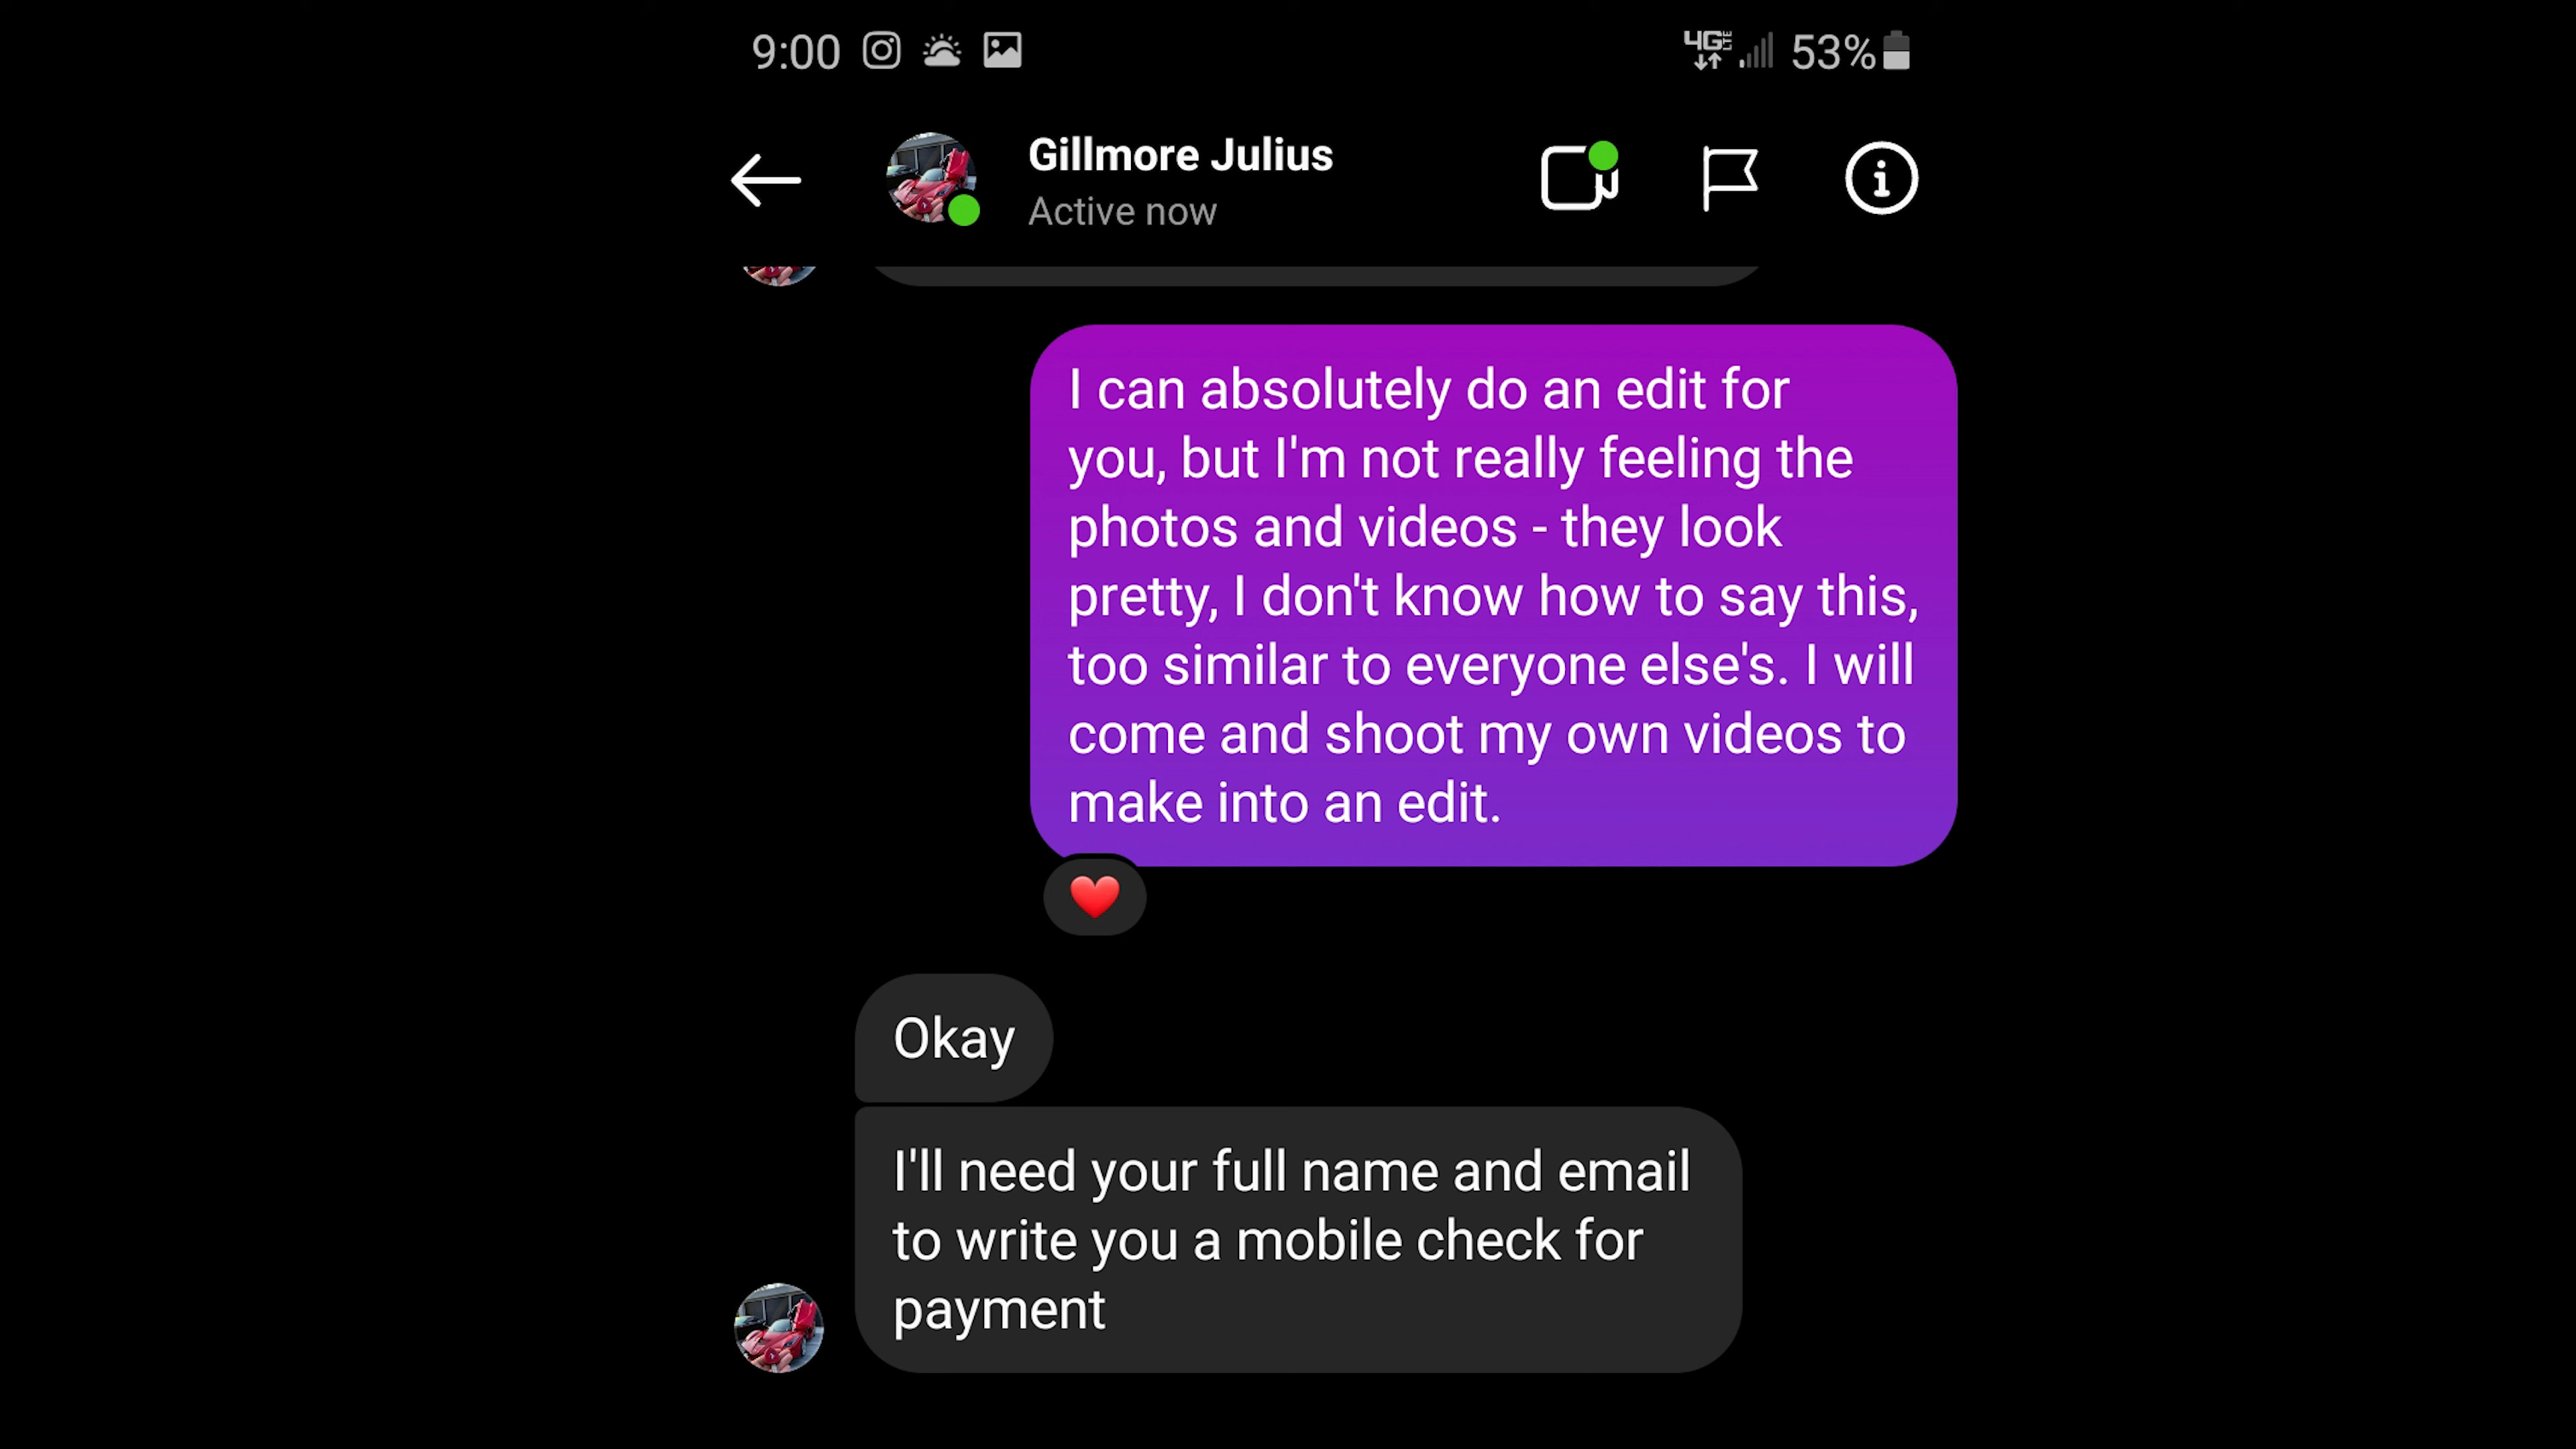 9:00 4G LTE 53%
Gillmore Julius
Active now
I can absolutely do an edit for
you, but I'm not really feeling the
photos and videos - they look
pretty, I don't know how to say this,
too similar to everyone else's. I will
come and shoot my own videos to
make into an edit.
Okay
I'll need your full name and email
to write you a mobile check for
payment